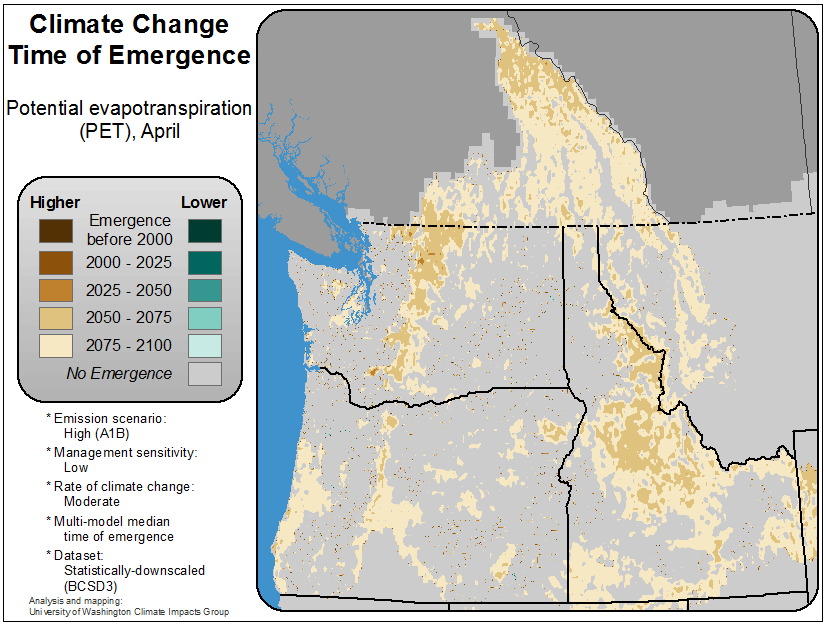 Climate Change
Time of Emergence
Potential evapotranspiration
(PET), April
Higher Lower
Emergence
before 2000
2000 - 2025
2025 - 2050
2050 - 2075
2075 - 2100
No Emergence
* Emission scenario:
High (A1B)
* Management sensitivity:
Low
* Rate of climate change:
Moderate
* Multi-model median
time of emergence
* Dataset:
Statistically-downscaled
(BCSD3)
Analysis and mapping:
University of Washington Climate Impacts Group